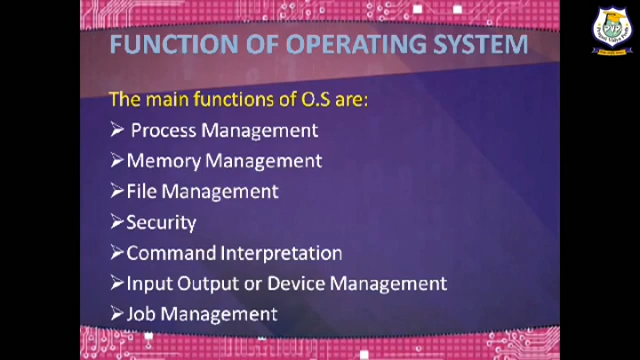 FUNCTION OF OPERATING SYSTEM
The main functions of O.S are:
➢ Process Management
➢Memory Management
➢File Management
➢Security
➢Command Interpretation
➢Input Output or Device Management
➢Job Management